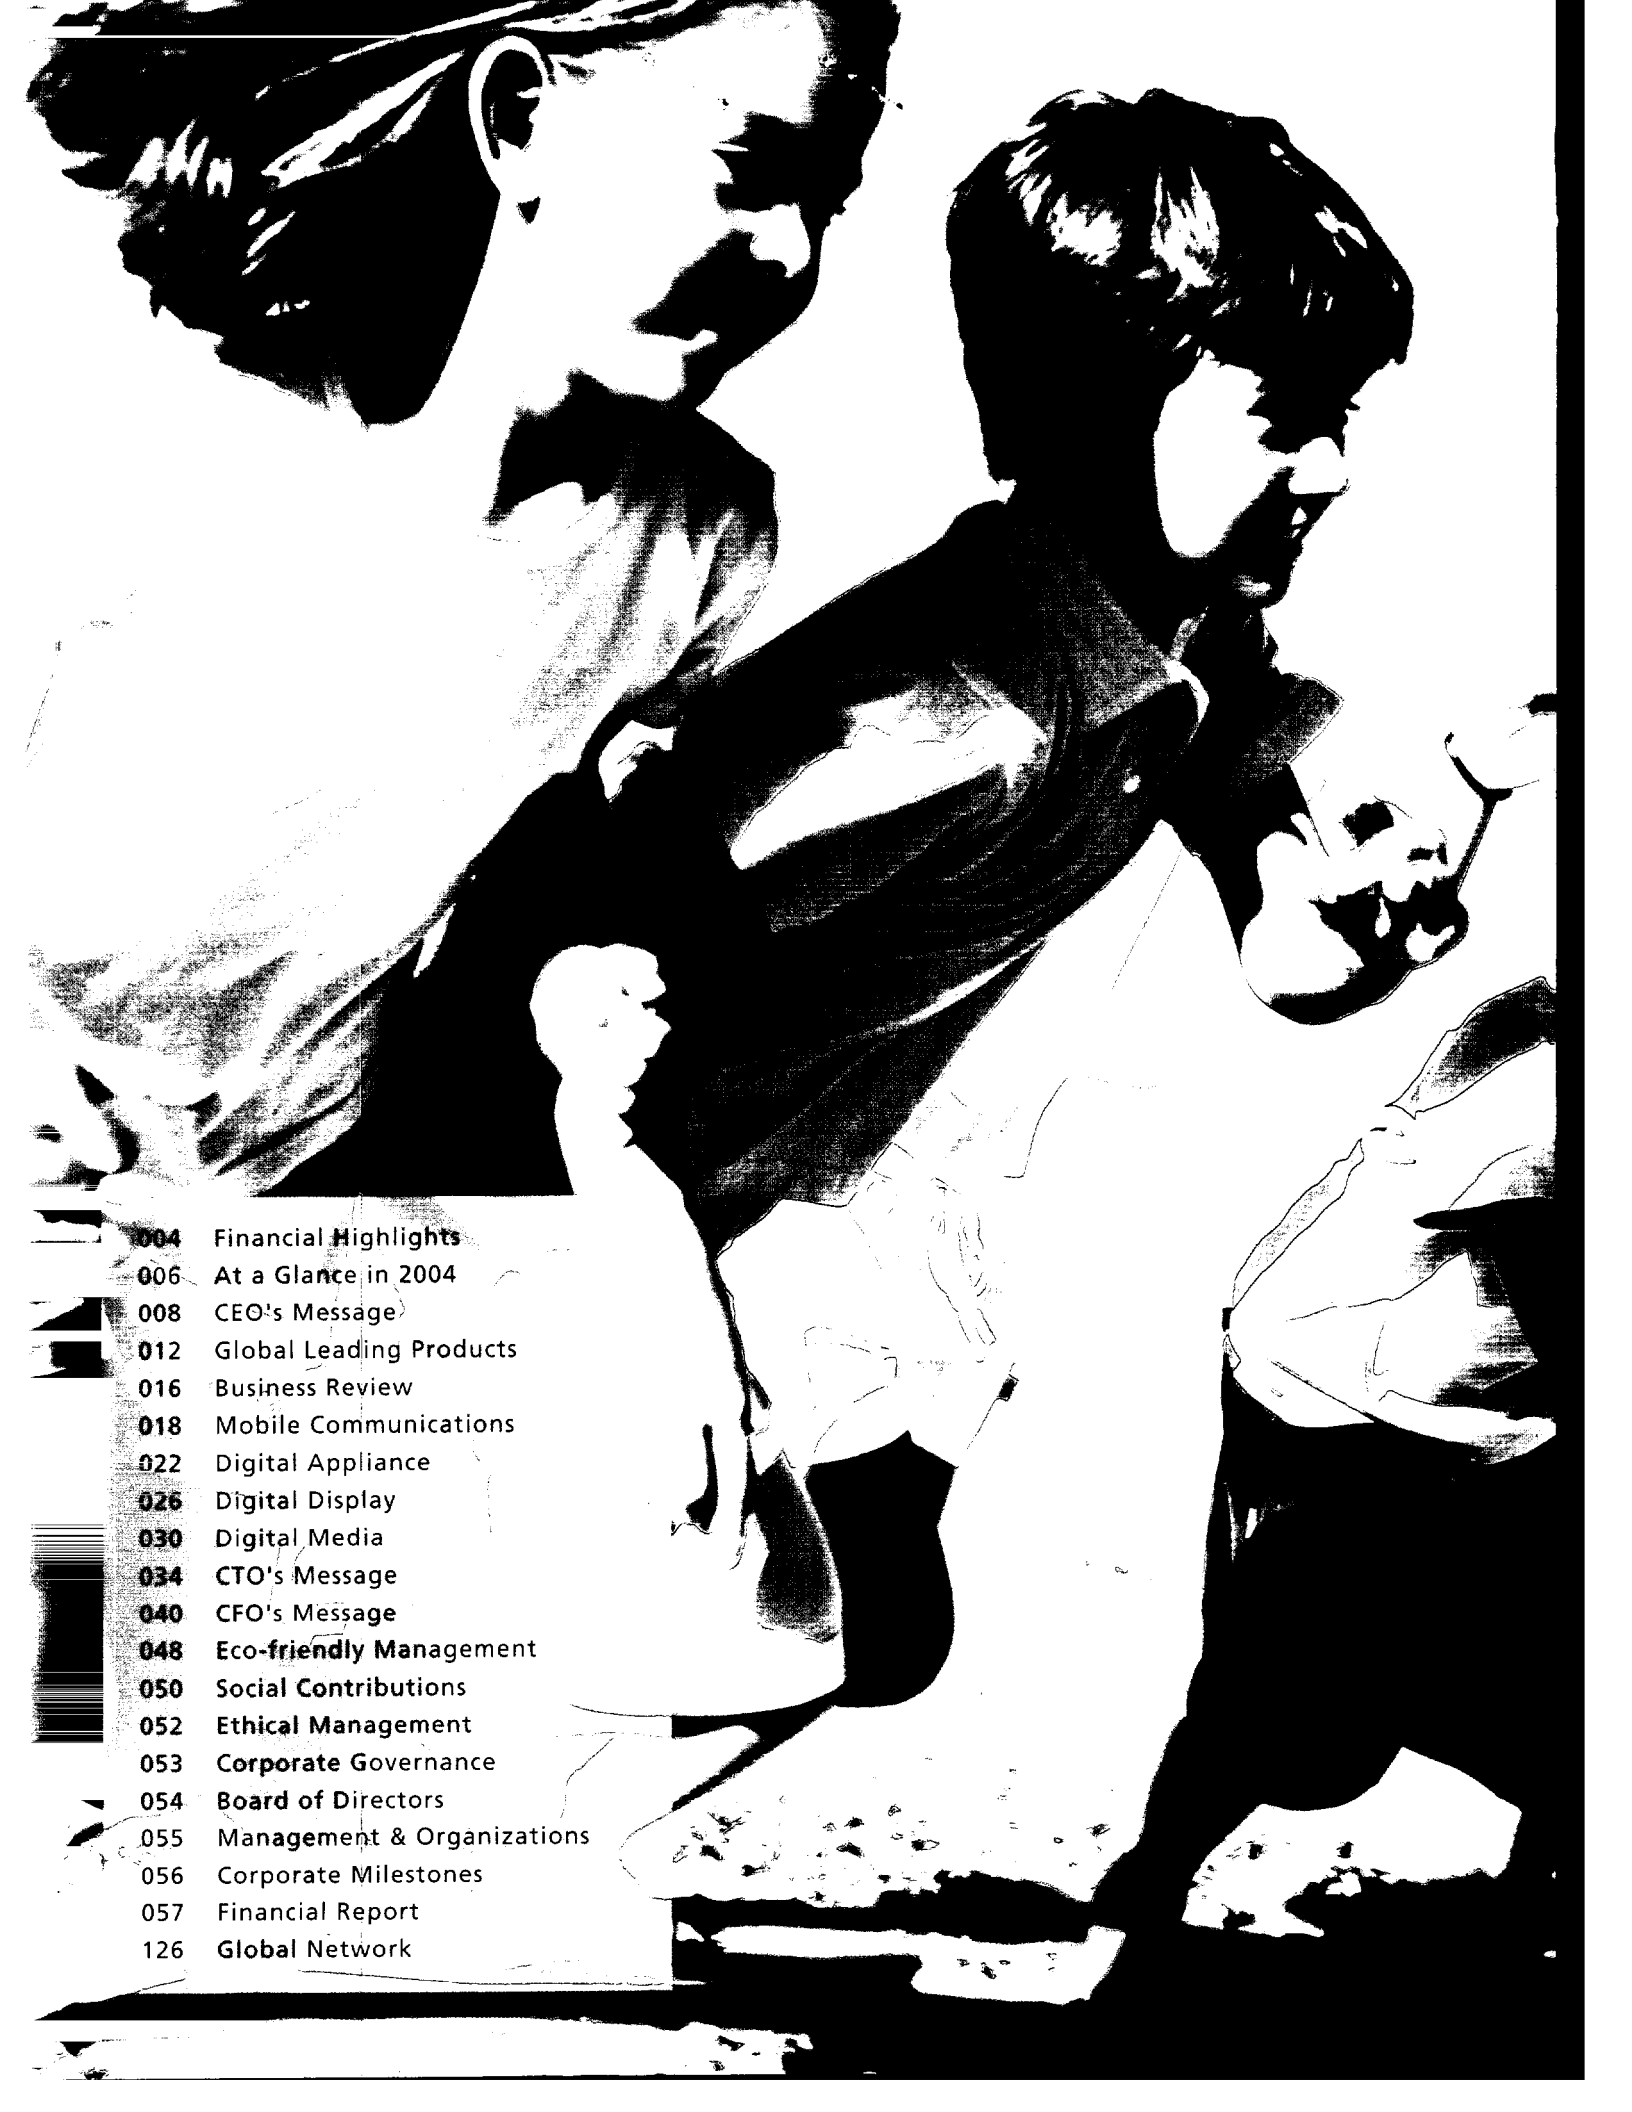 004 Financial Highlights
006 At a Glance in 2004
008 CEO's Message
012 Global Leading Products
016 Business Review
018 Mobile Communications
022 Digital Appliance
026 Digital Display
030 Digital Media
034 CTO's Message
040 CFO's Message
048 Eco-friendly Management
050 Social Contributions
052 Ethical Management
053 Corporate Governance
054 Board of Directors
055 Management & Organizations
056 Corporate Milestones
057 Financial Report
126 Global Network